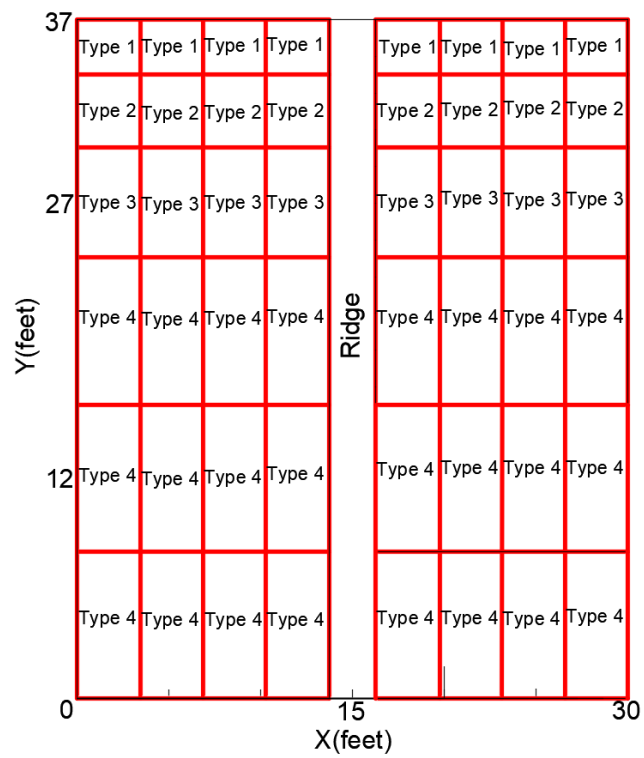 37
Type 1 Type 1 Type 1 Type 1 Type 1 Type 1 Type 1 Type 1
Type 2 Type 2 Type 2 Type 2 Type 2 Type 2 Type 2 Type 2
27 Type 3 Type 3 Type 3 Type 3 Type 3 Type 3 Type 3 Type 3
Y(feet)
Type 4 Type 4 Type 4 Type 4 Ridge Type 4 Type 4 Type 4 Type 4
12 Type 4 Type 4 Type 4 Type 4 Type 4 Type 4 Type 4 Type 4
Type 4 Type 4 Type 4 Type 4 Type 4 Type 4 Type 4 Type 4
0 15 30
X(feet)